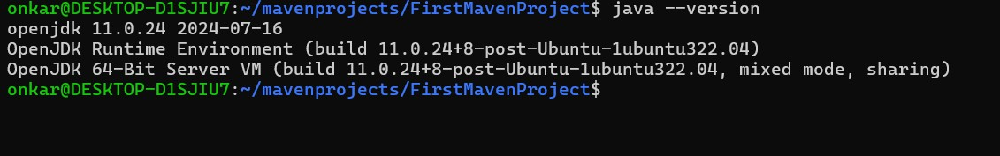 onkar@DESKTOP-D1SJIU7:~/mavenprojects/FirstMavenProject$ java --version
openjdk 11.0.24 2024-07-16
OpenJDK Runtime Environment (build 11.0.24+8-post-Ubuntu-1ubuntu322.04)
OpenJDK 64-Bit Server VM (build 11.0.24+8-post-Ubuntu-1ubuntu322.04, mixed mode, sharing)
onkar@DESKTOP-D1SJIU7:~/mavenprojects/FirstMavenProject$